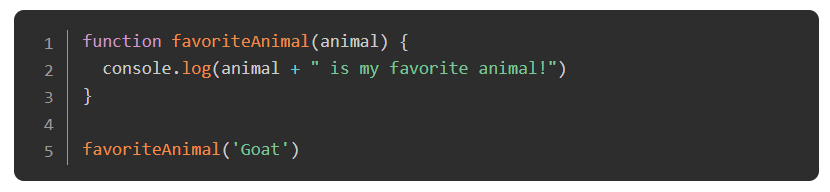 1 function favoriteAnimal(animal) {
2   console.log(animal + " is my favorite animal!")
3 }
4
5 favoriteAnimal('Goat')